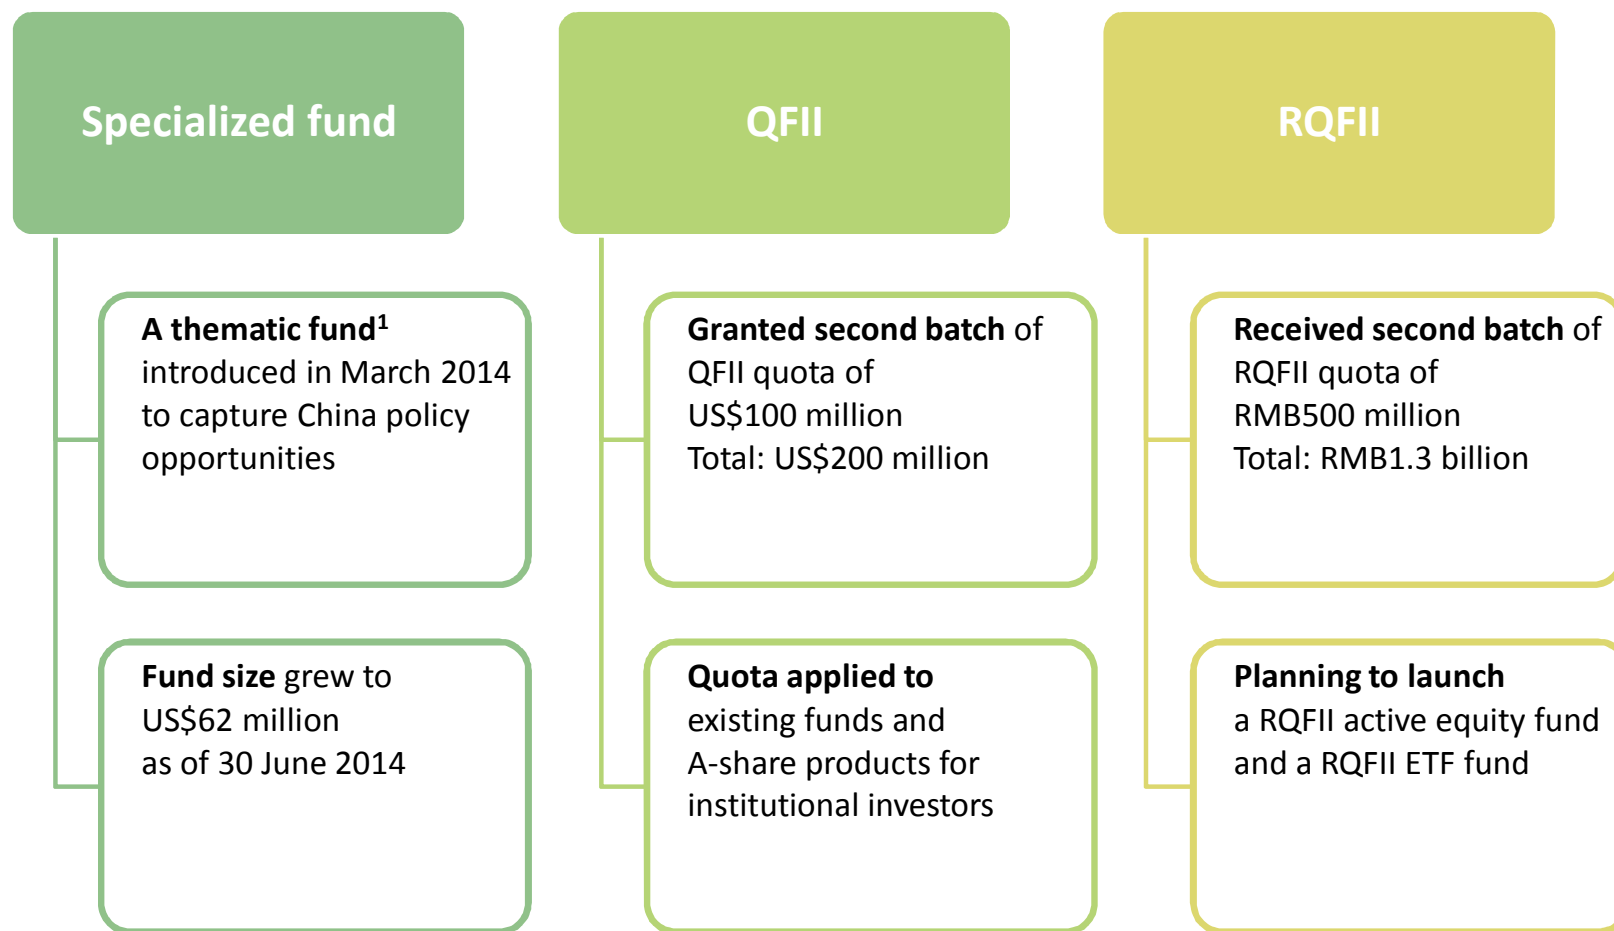 Specialized fund
A thematic fund¹
introduced in March 2014
to capture China policy
opportunities
Fund size grew to
US$62 million
as of 30 June 2014
QFII
Granted second batch of
QFII quota of
US$100 million
Total: US$200 million
Quota applied to
existing funds and
A-share products for
institutional investors
RQFII
Received second batch of
RQFII quota of
RMB500 million
Total: RMB1.3 billion
Planning to launch
a RQFII active equity fund
and a RQFII ETF fund